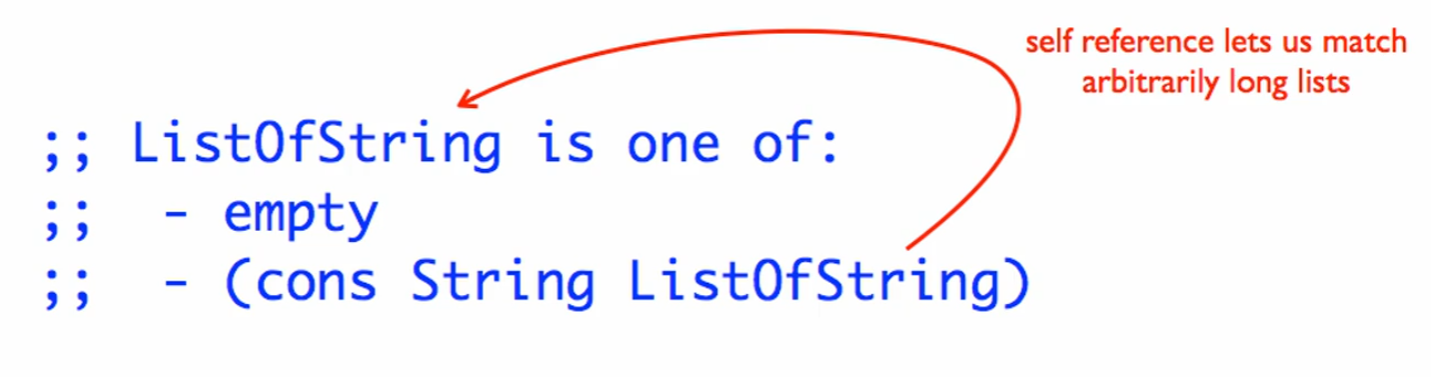 self reference lets us match
arbitrarily long lists
;; ListOfString is one of:
;;  - empty
;;  - (cons String ListOfString)